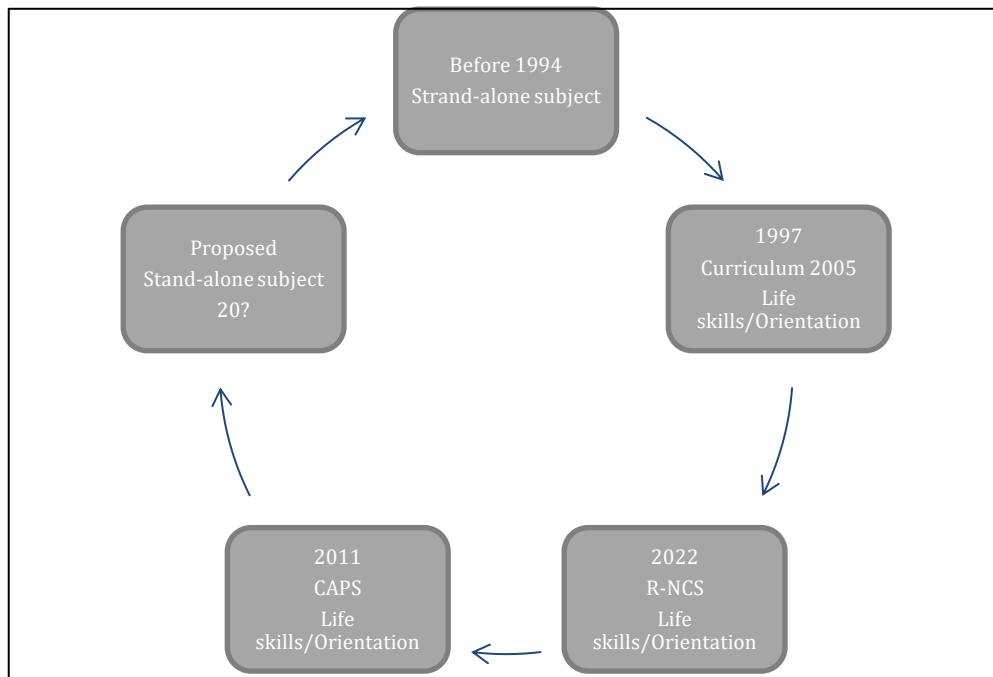 Before 1994
Strand-alone subject
1997
Curriculum 2005
Life
skills/Orientation
2022
R-NCS
Life
skills/Orientation
2011
CAPS
Life
skills/Orientation
Proposed
Stand-alone subject
20?